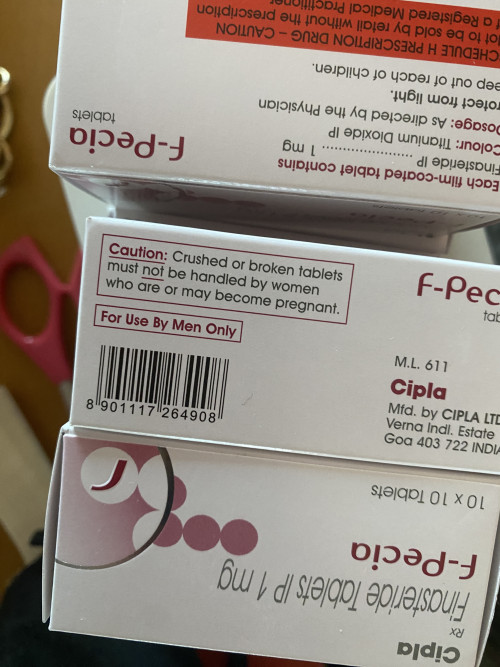 Each film-coated tablet contains
Finasteride IP .................... 1 mg
Colour: Titanium Dioxide IP
Dosage: As directed by the Physician
rotect from light.
eep out of reach of children.
CHEDULE H PRESCRIPTION DRUG – CAUTION
Not to be sold by retail without the prescription
f a Registered Medical Practitioner
F-Pecia
tablets
Caution: Crushed or broken tablets
must not be handled by women
who are or may become pregnant.
For Use By Men Only
8 901117 264908
F-Pec
tab
M.L. 611
Cipla
Mfd. by CIPLA LTD
Verna Indl. Estate
Goa 403 722 INDIA
Cipla
Rx
Finasteride Tablets IP 1 mg
F-Pecia
10 x 10 Tablets